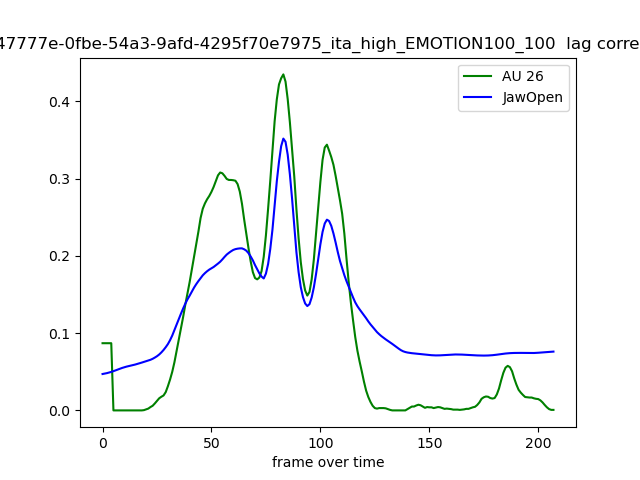 47777e-0fbe-54a3-9afd-4295f70e7975_ita_high_EMOTION100_100 lag corre
AU 26
JawOpen
0.4
0.3
0.2
0.1
0.0
0 50 100 150 200
frame over time